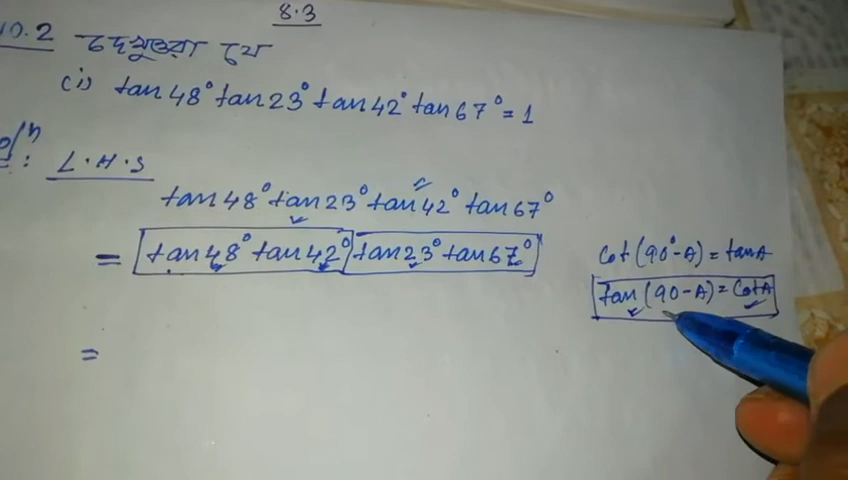 8.3
10.2 দেখুওৱা যে
(i) tan 48° tan 23° tan 42° tan 67° = 1
L.H.S
tan 48° tan 23° tan 42° tan 67°
= tan 48° tan 42° tan 23° tan 67°
cot (90° - A) = tan A
tan (90 - A) = cot A
=